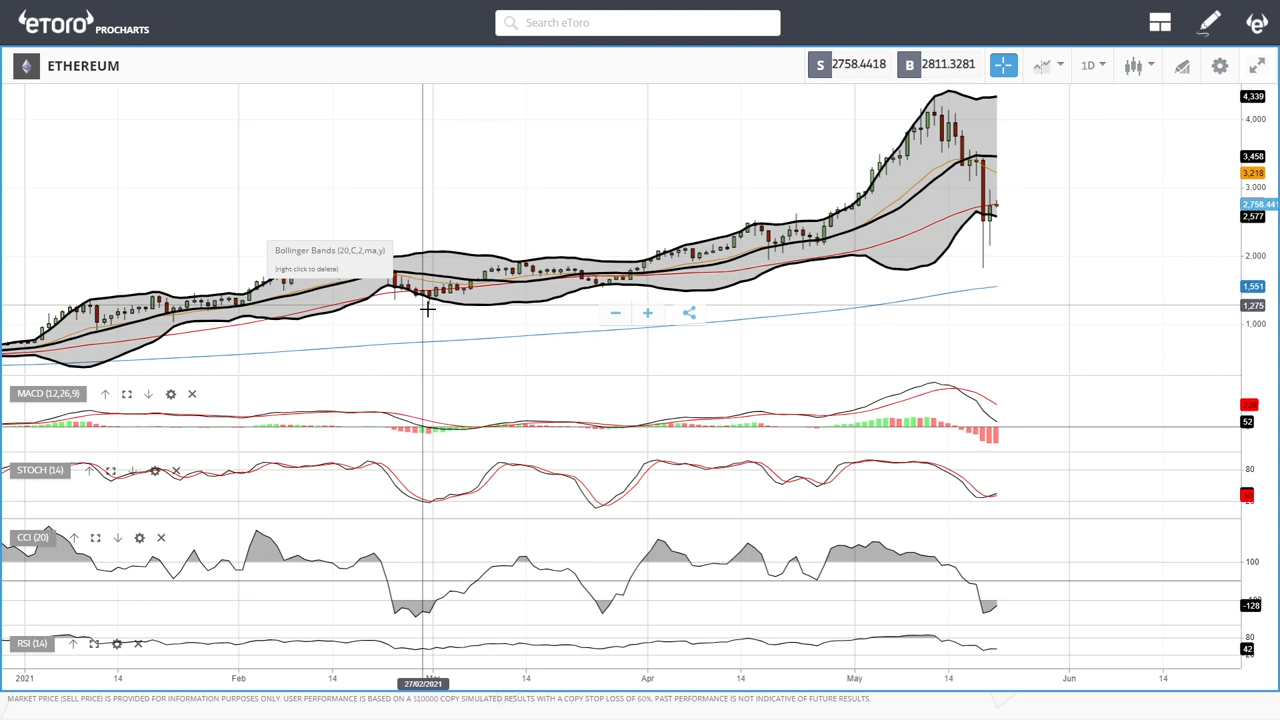 eToro PROCHARTS
Search eToro
ETHEREUM
S 2758.4418 B 2811.3281 1D
4,339
4,000
3,458
3,218
3,000
2,758.441
2,577
2,000
1,551
1,275
1,000
Bollinger Bands (20,C,2,ma,y)
(right click to delete)
MACD (12,26,9)
52
STOCH (14)
80
CCI (20)
100
-128
RSI (14)
80
42
2021 14 Feb 14 14 Apr 14 May 14 Jun 14
27/02/2021
MARKET PRICE (SELL PRICE) IS PROVIDED FOR INFORMATION PURPOSES ONLY. USER PERFORMANCE IS BASED ON A $10000 COPY SIMULATED RESULTS WITH A COPY STOP LOSS OF 60%. PAST PERFORMANCE IS NOT INDICATIVE OF FUTURE RESULTS.